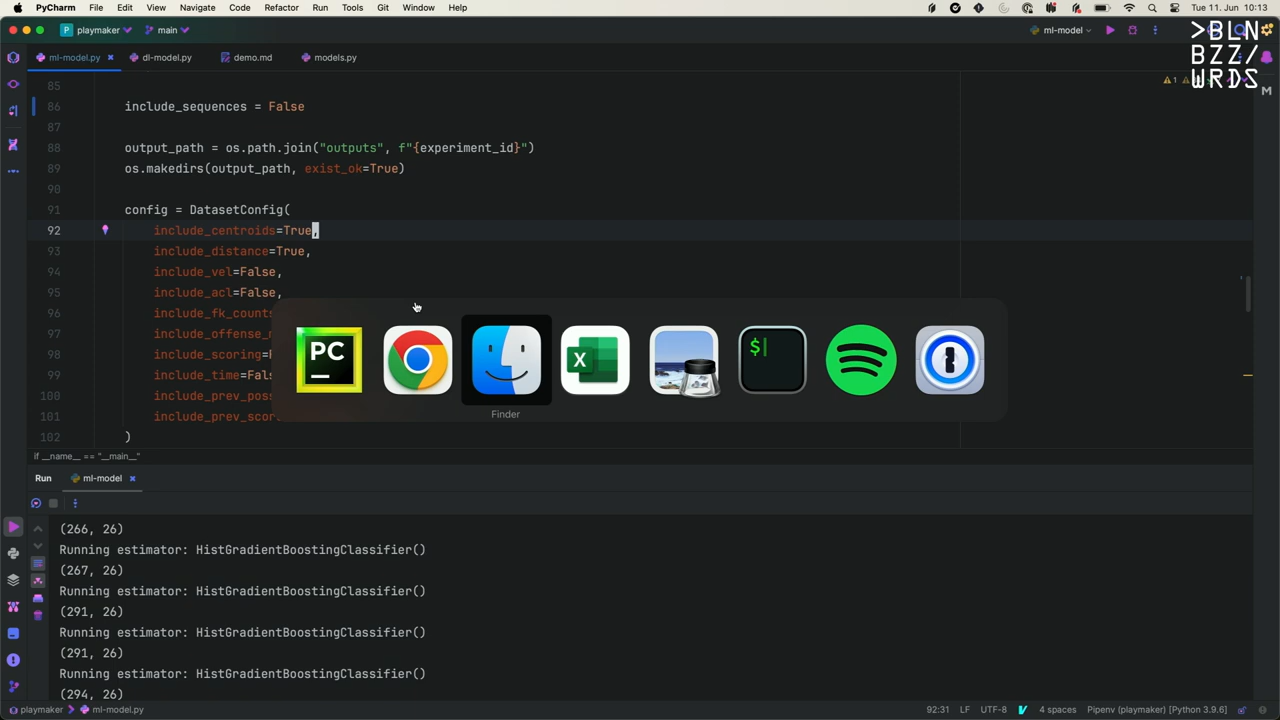 PyCharm File Edit View Navigate Code Refactor Run Tools Git Window Help Tue 11. Jun 10:13
playmaker main ml-model
>BLN
BZZ/
WRDS
ml-model.py dl-model.py demo.md models.py
1
85
86 include_sequences = False
87
88 output_path = os.path.join("outputs", f"{experiment_id}")
89 os.makedirs(output_path, exist_ok=True)
90
91 config = DatasetConfig(
92 include_centroids=True,
93 include_distance=True,
94 include_vel=False,
95 include_acl=False,
96 include_fk_count
97 include_offense_
98 include_scoring=
99 include_time=Fals
100 include_prev_pos
101 include_prev_scor
102 )
PC
X
$
Finder
if __name__ == "__main__"
Run ml-model
(266, 26)
Running estimator: HistGradientBoostingClassifier()
(267, 26)
Running estimator: HistGradientBoostingClassifier()
(291, 26)
Running estimator: HistGradientBoostingClassifier()
(291, 26)
Running estimator: HistGradientBoostingClassifier()
(294, 26)
playmaker ml-model.py 92:31 LF UTF-8 4 spaces Pipenv (playmaker) [Python 3.9.6]